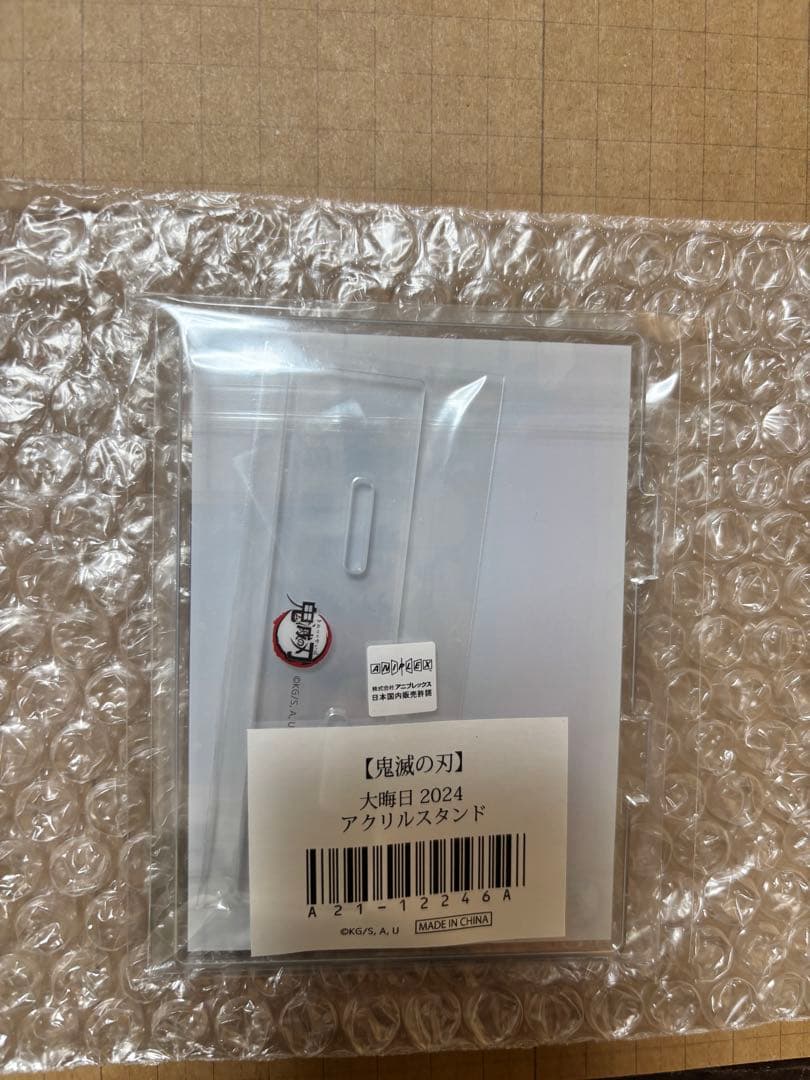 鬼滅の刃
©KG/S, A, U
ANIPLEX
株式会社アニプレックス
日本国内販売許諾
【鬼滅の刃】
大晦日 2024
アクリルスタンド
A21-12246A
©KG/S, A, U
MADE IN CHINA